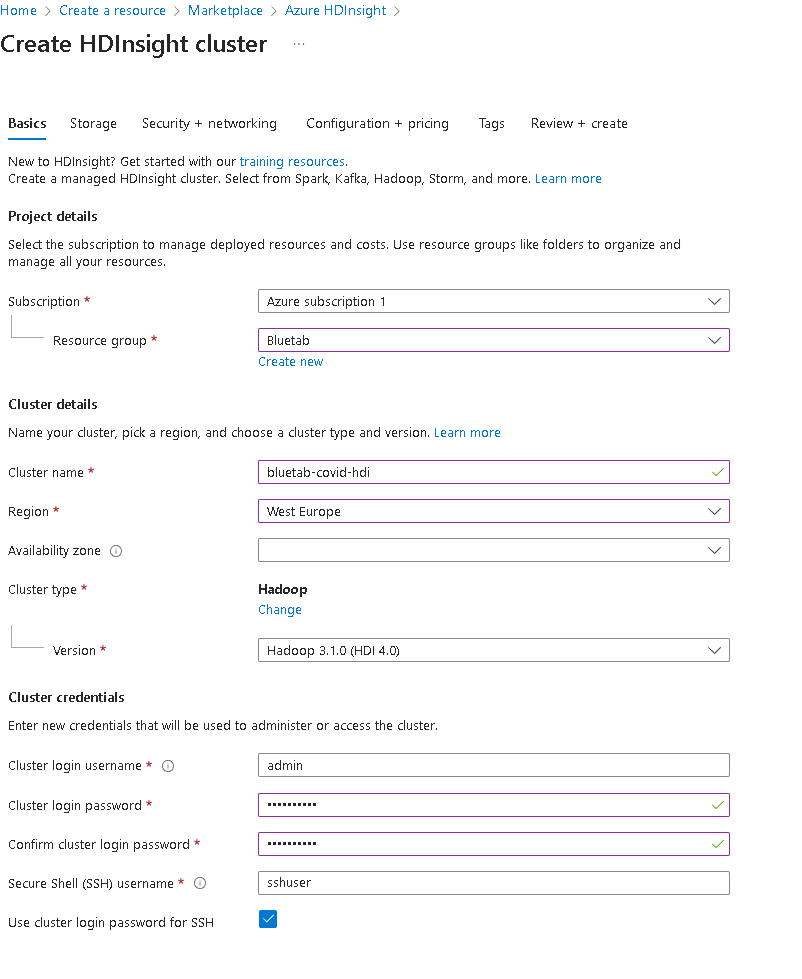 Home > Create a resource > Marketplace > Azure HDInsight >
Create HDInsight cluster ...
Basics Storage Security + networking Configuration + pricing Tags Review + create
New to HDInsight? Get started with our training resources.
Create a managed HDInsight cluster. Select from Spark, Kafka, Hadoop, Storm, and more. Learn more
Project details
Select the subscription to manage deployed resources and costs. Use resource groups like folders to organize and
manage all your resources.
Subscription * Azure subscription 1
Resource group * Bluetab
Create new
Cluster details
Name your cluster, pick a region, and choose a cluster type and version. Learn more
Cluster name * bluetab-covid-hdi
Region * West Europe
Availability zone
Cluster type * Hadoop
Change
Version * Hadoop 3.1.0 (HDI 4.0)
Cluster credentials
Enter new credentials that will be used to administer or access the cluster.
Cluster login username * admin
Cluster login password * ••••••••••
Confirm cluster login password * ••••••••••
Secure Shell (SSH) username * sshuser
Use cluster login password for SSH